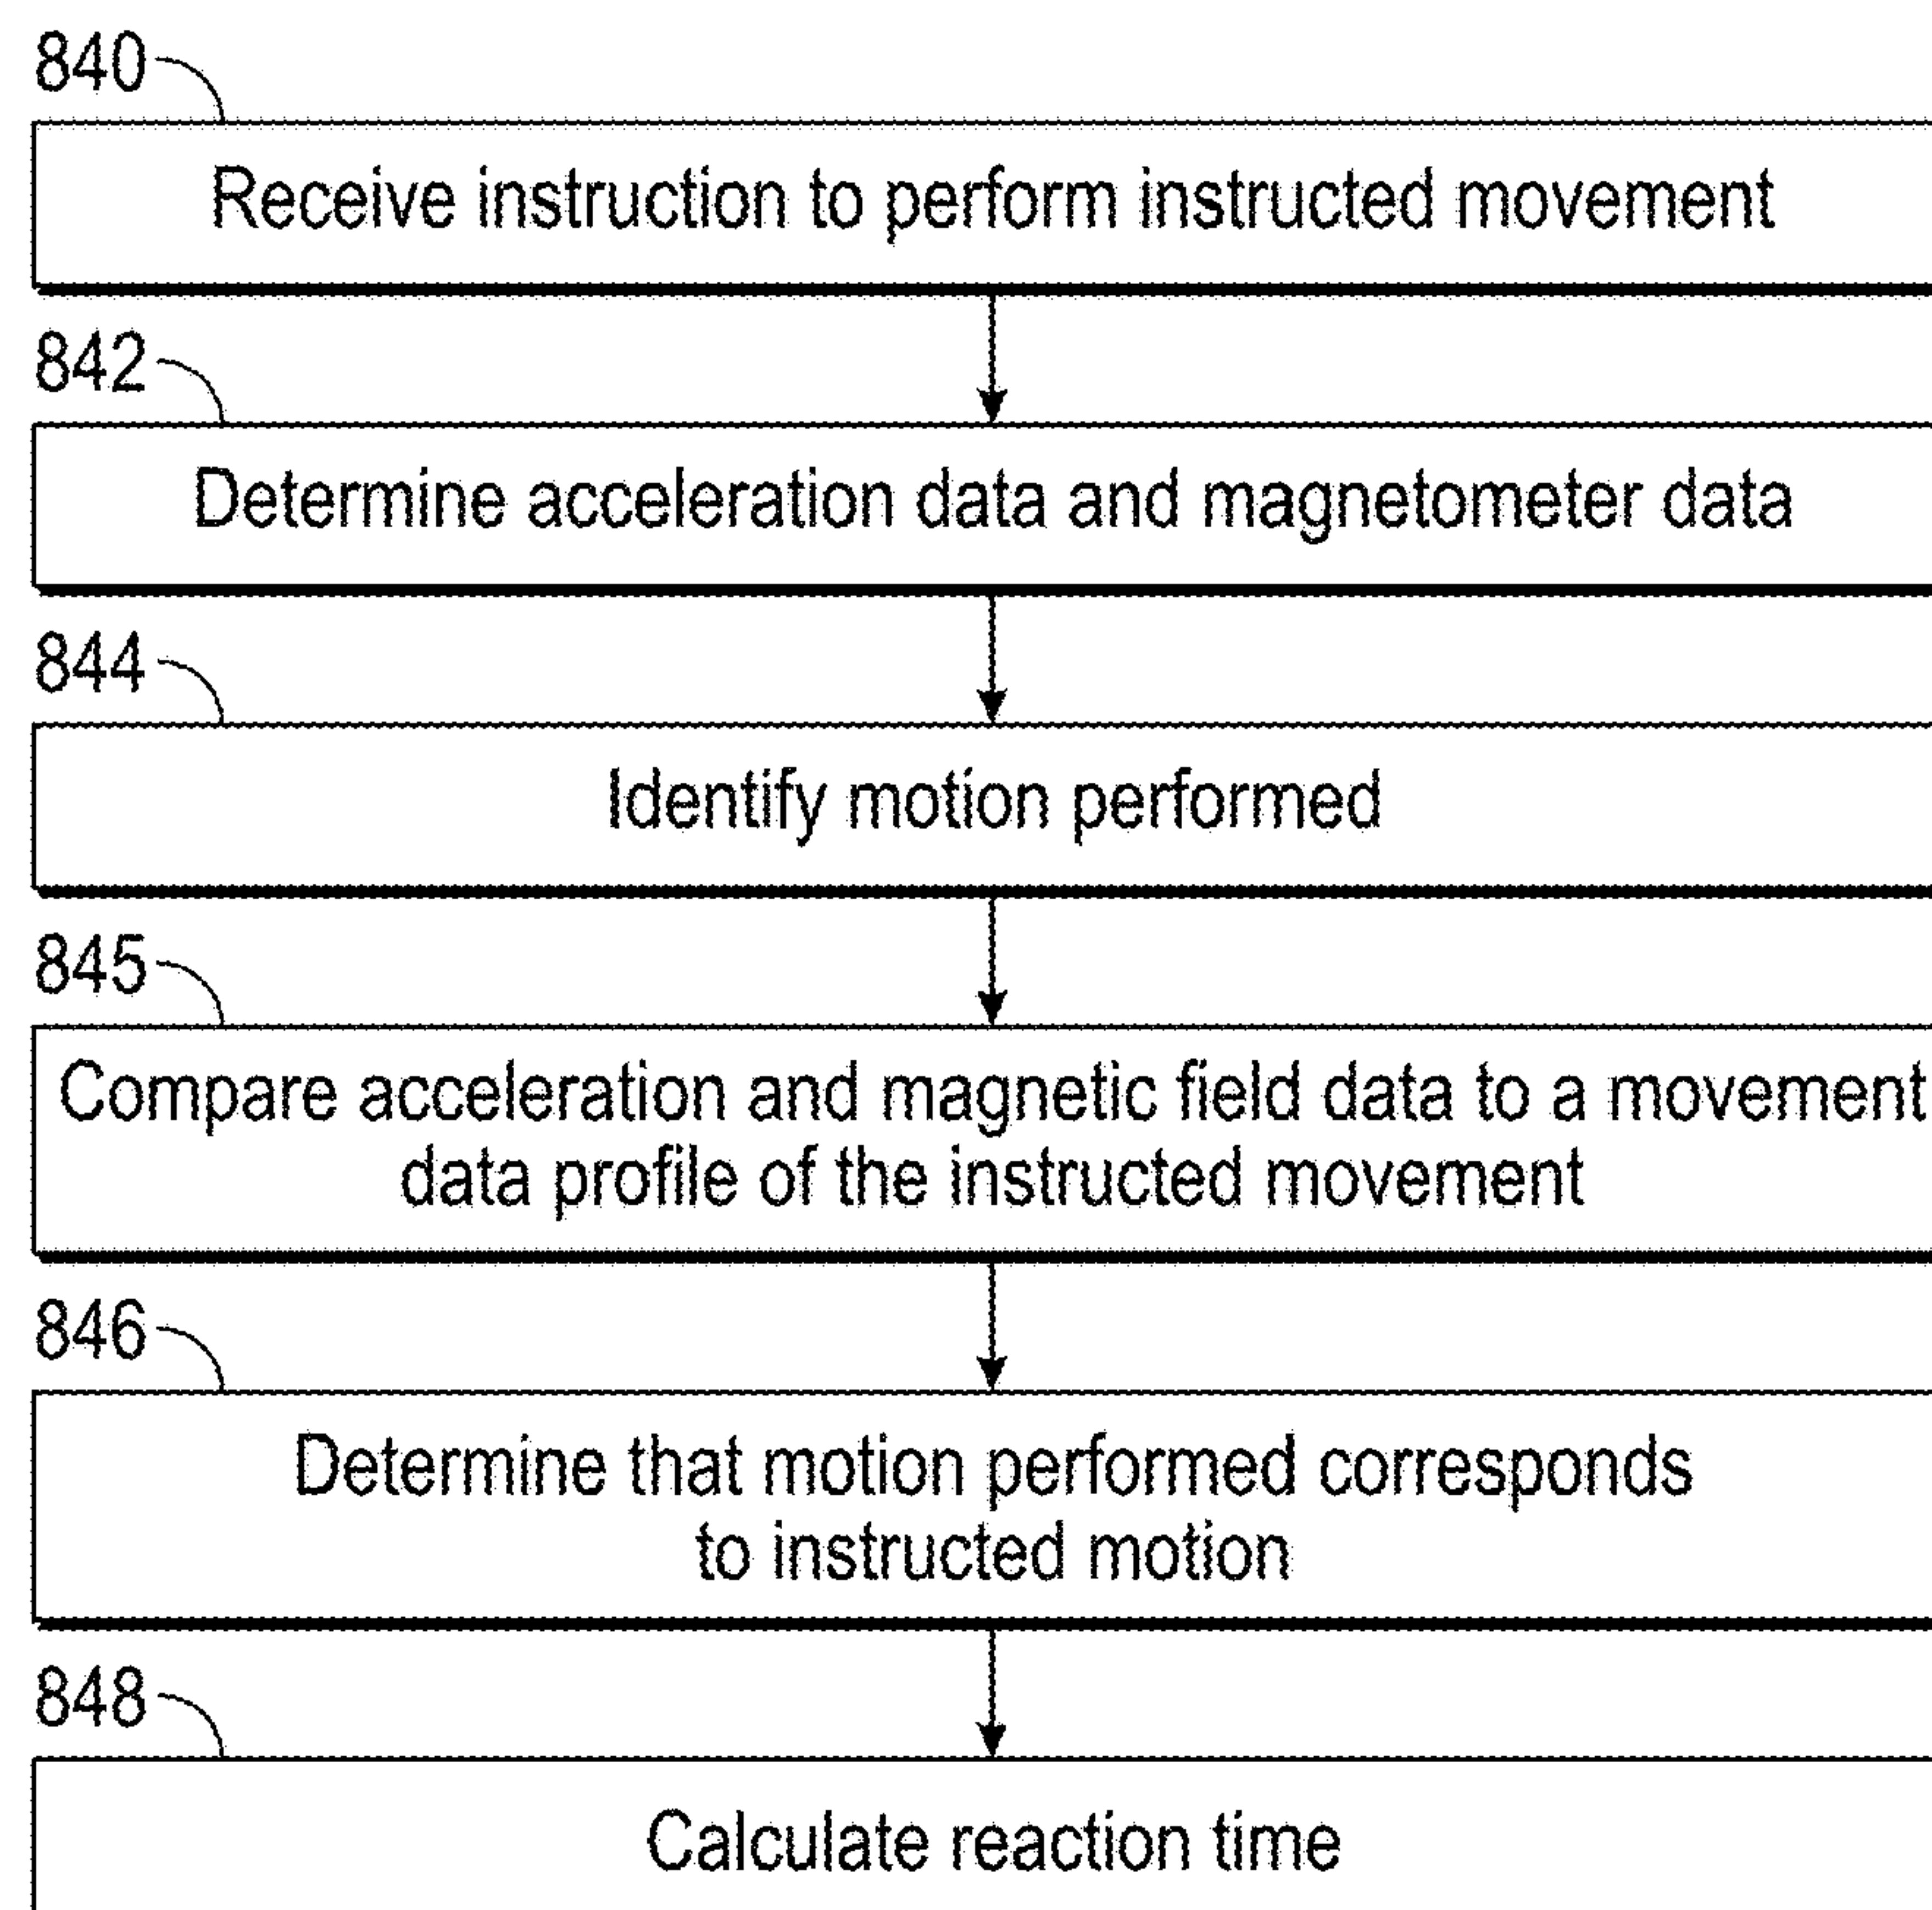 840
Receive instruction to perform instructed movement
842
Determine acceleration data and magnetometer data
844
Identify motion performed
845
Compare acceleration and magnetic field data to a movement
data profile of the instructed movement
846
Determine that motion performed corresponds
to instructed motion
848
Calculate reaction time